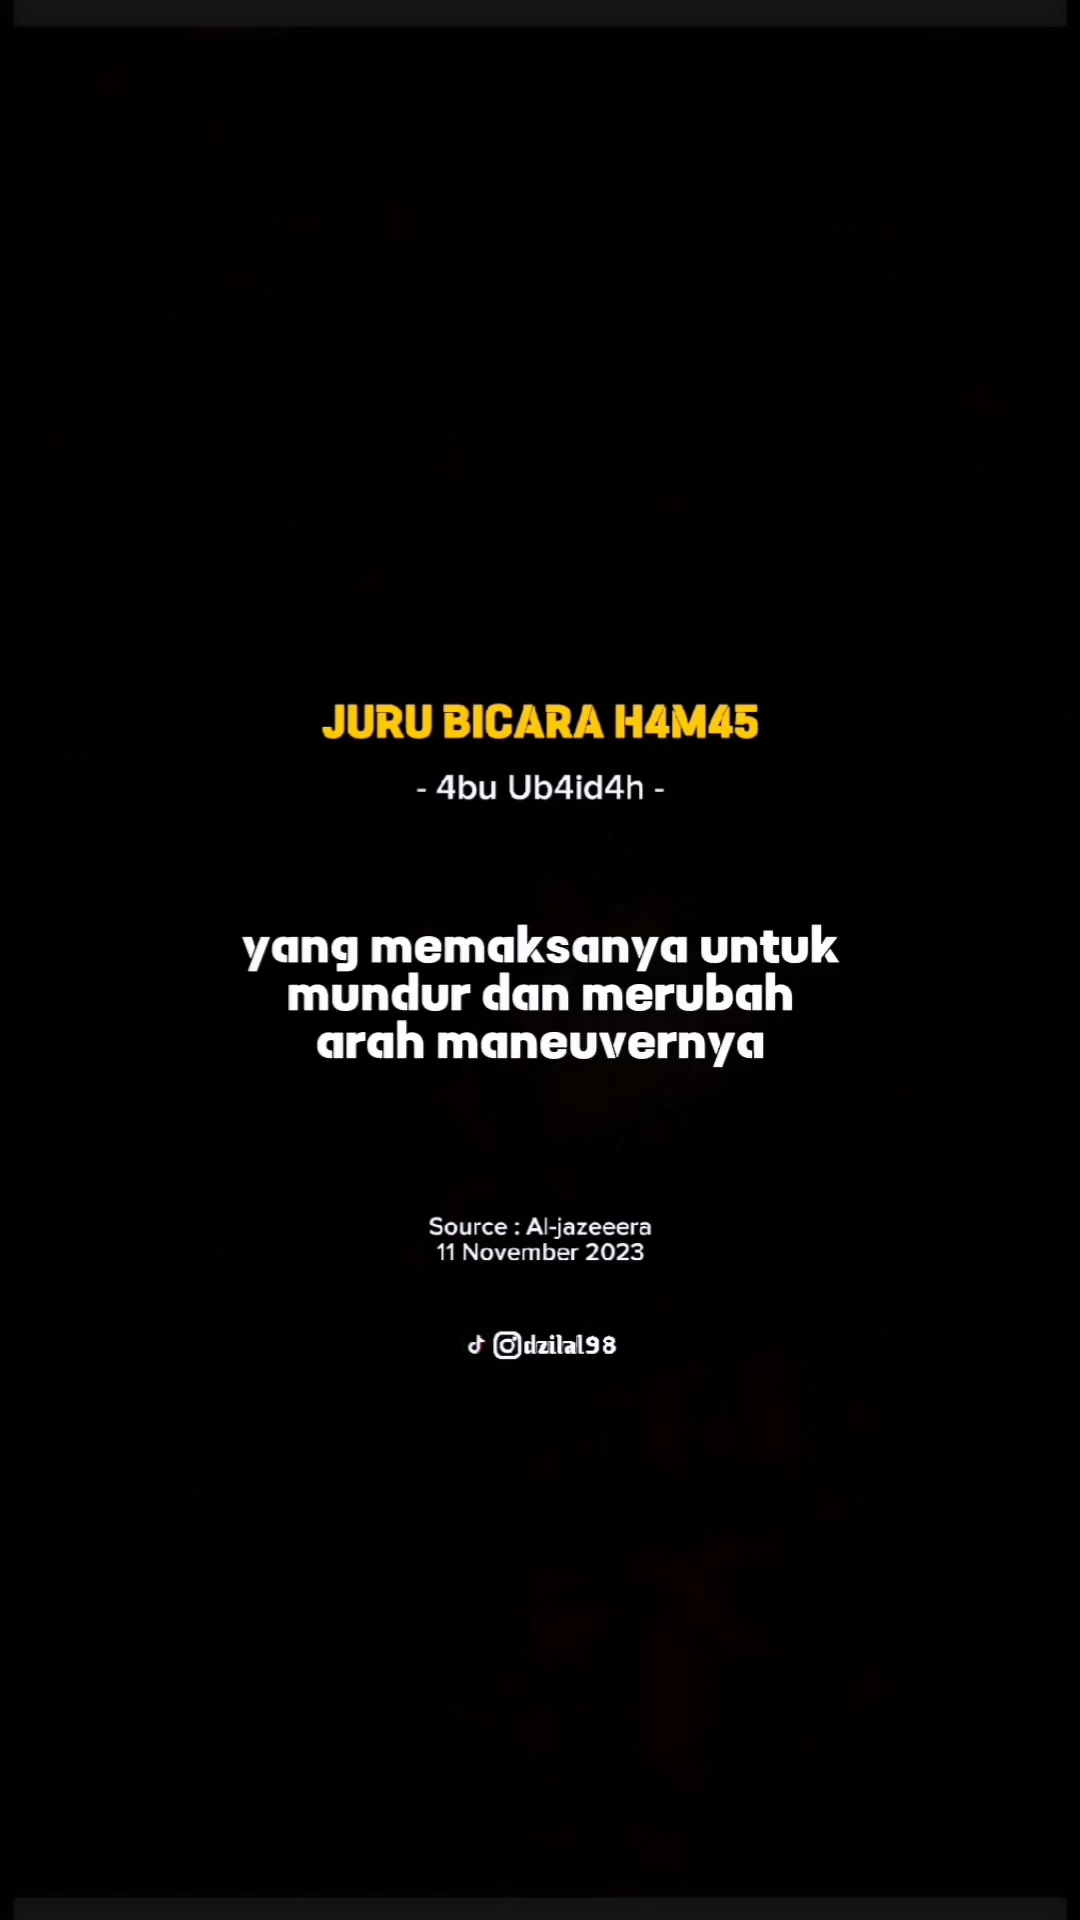 JURU BICARA H4M45
- 4bu Ub4id4h -
yang memaksanya untuk
mundur dan merubah
arah maneuvernya
Source : Al-jazeeera
11 November 2023
dzilal98